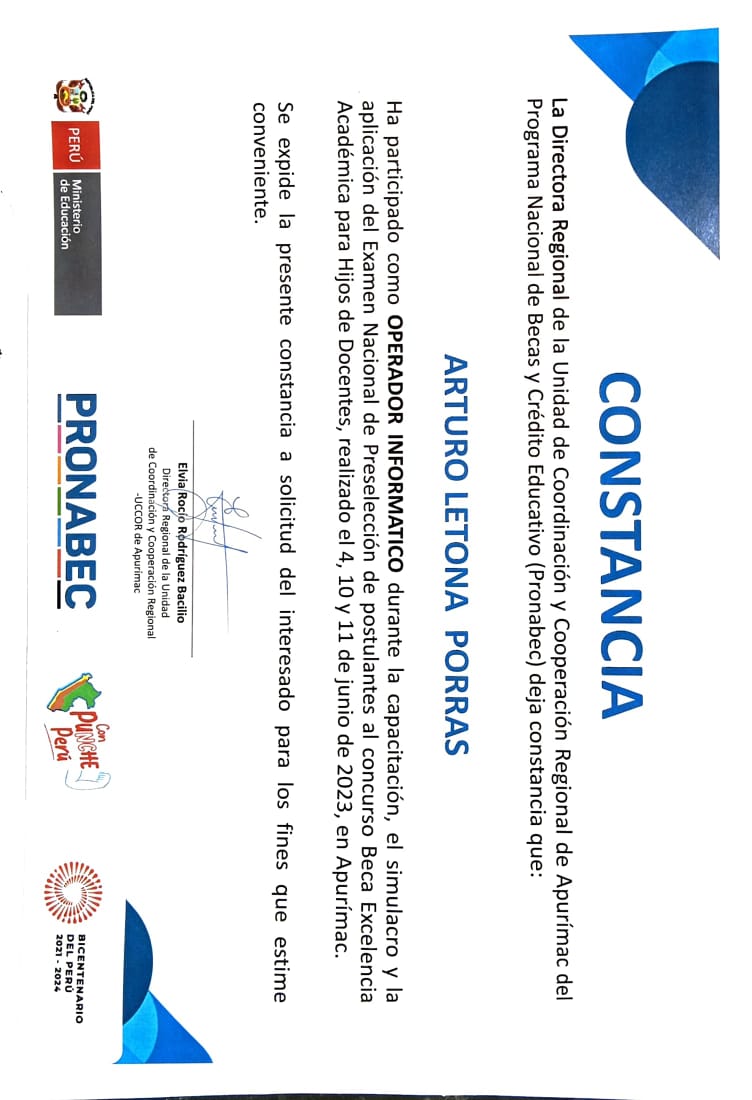 CONSTANCIA
La Directora Regional de la Unidad de Coordinación y Cooperación Regional de Apurímac del
Programa Nacional de Becas y Crédito Educativo (Pronabec) deja constancia que:
ARTURO LETONA PORRAS
Ha participado como OPERADOR INFORMATICO durante la capacitación, el simulacro y la
aplicación del Examen Nacional de Preselección de postulantes al concurso Beca Excelencia
Académica para Hijos de Docentes, realizado el 4, 10 y 11 de junio de 2023, en Apurímac.
Se expide la presente constancia a solicitud del interesado para los fines que estime
conveniente.
Elvia Rocío Rodríguez Bacilio
Directora Regional de la Unidad
de Coordinación y Cooperación Regional
-UCCOR de Apurimac
PERÚ
Ministerio
de Educación
PRONABEC
Con
PUNCHE
Perú
BICENTENARIO
DEL PERÚ
2021 - 2024